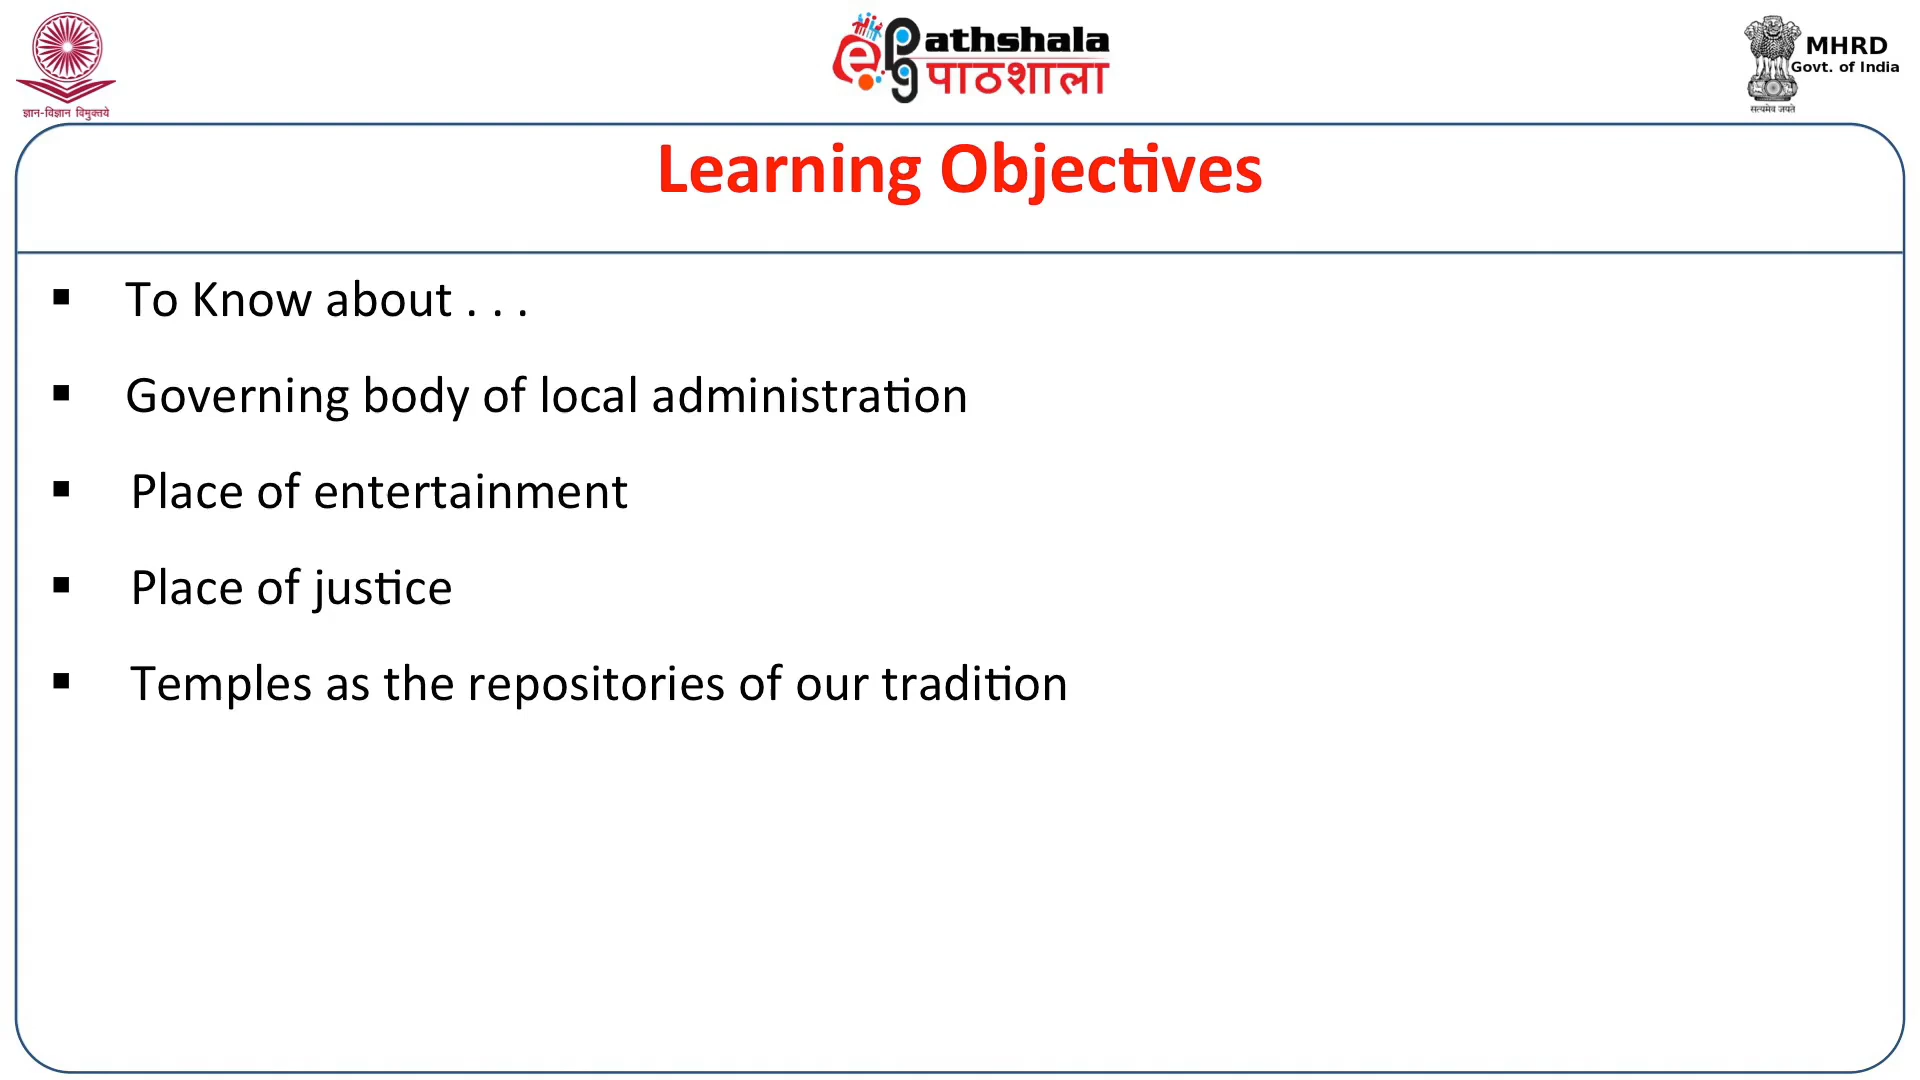 ज्ञान-विज्ञान विमुक्तये
ePG Pathshala
पाठशाला
MHRD
Govt. of India
सत्यमेव जयते
Learning Objectives
▪ To Know about . . .
▪ Governing body of local administration
▪ Place of entertainment
▪ Place of justice
▪ Temples as the repositories of our tradition